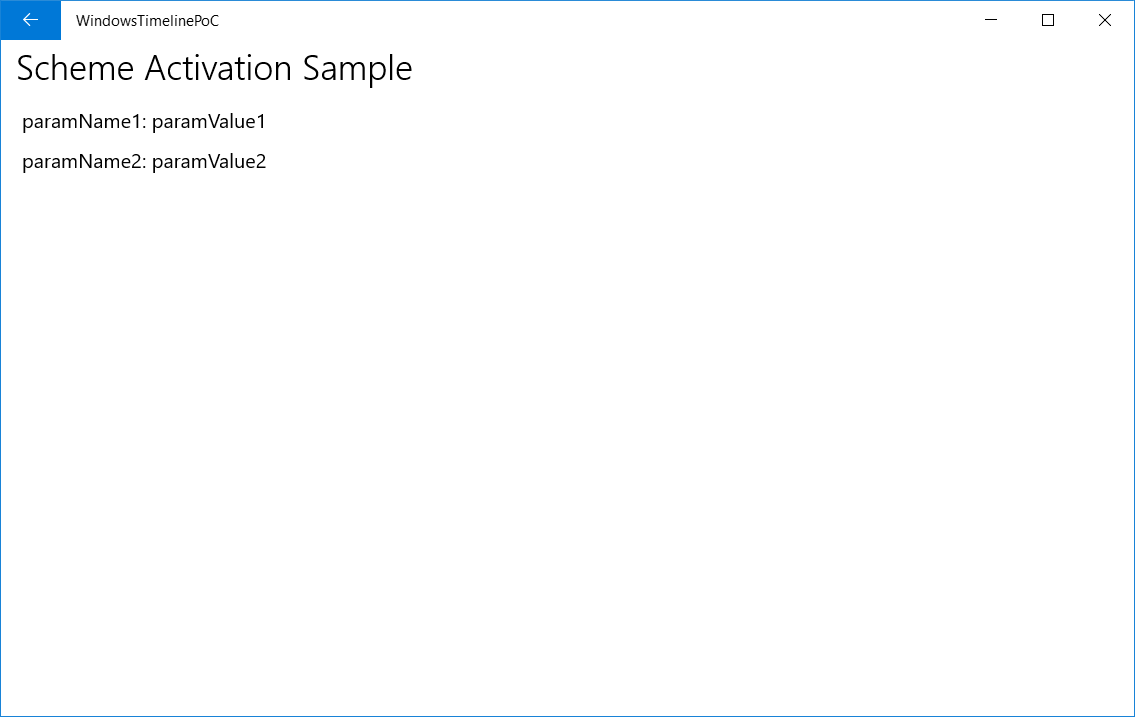 WindowsTimelinePoC
Scheme Activation Sample
paramName1: paramValue1
paramName2: paramValue2